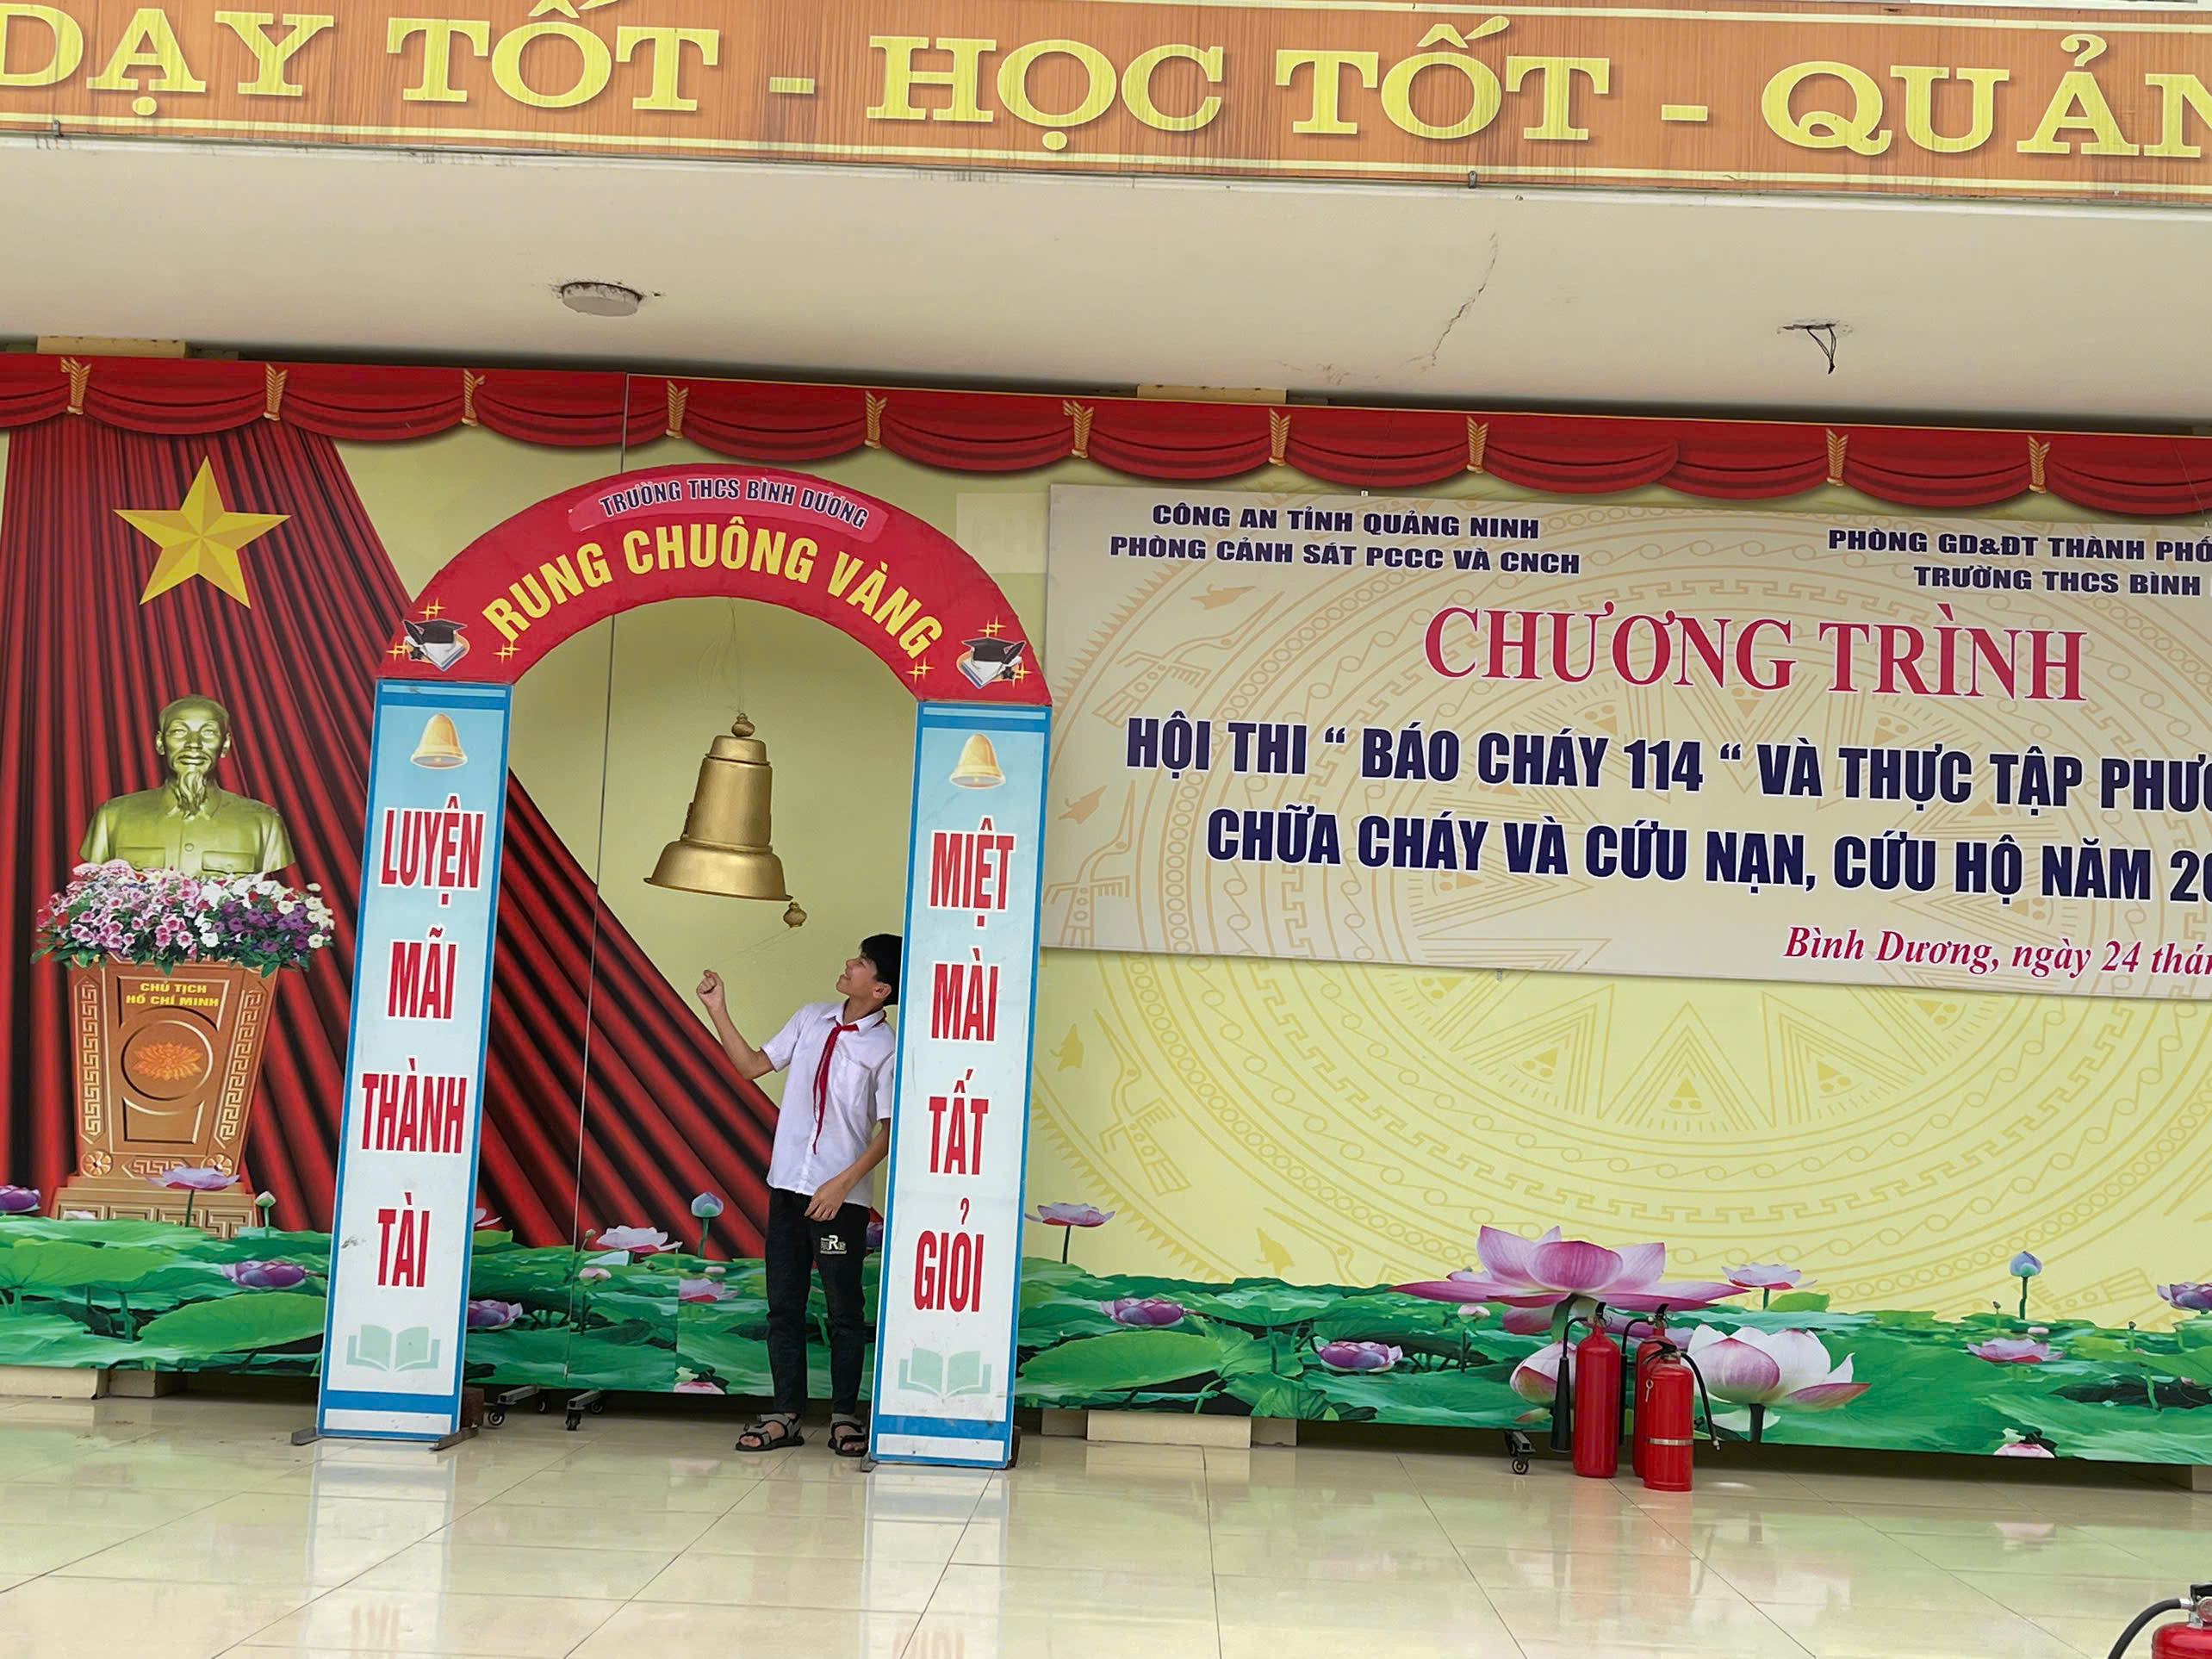 DẠY TỐT - HỌC TỐT - QUẢN
TRƯỜNG THCS BÌNH DƯƠNG
RUNG CHUÔNG VÀNG
LUYỆN
MÃI
THÀNH
TÀI
MIỆT
MÀI
TẤT
GIỎI
CHỦ TỊCH
HỒ CHÍ MINH
CÔNG AN TỈNH QUẢNG NINH
PHÒNG CẢNH SÁT PCCC VÀ CNCH
PHÒNG GD&ĐT THÀNH PHỐ
TRƯỜNG THCS BÌNH
CHƯƠNG TRÌNH
HỘI THI “ BÁO CHÁY 114 “ VÀ THỰC TẬP PHƯƠ
CHỮA CHÁY VÀ CỨU NẠN, CỨU HỘ NĂM 20
Bình Dương, ngày 24 thán